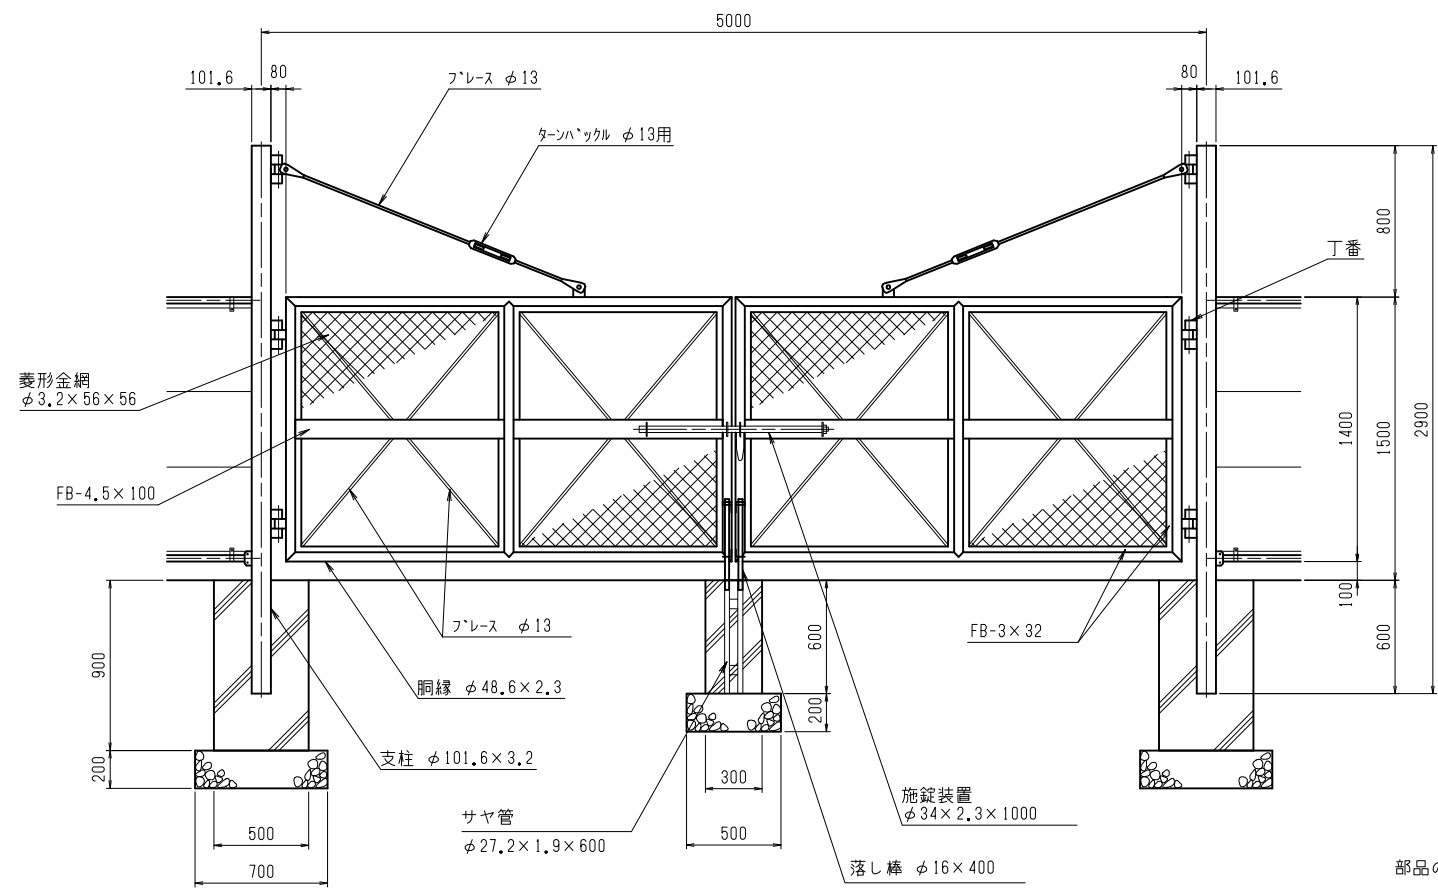 5000
101.6
80
80
101.6
ブレース φ13
ターンバックル φ13用
800
丁番
菱形金網
φ3.2×56×56
1400
1500
2900
FB-4.5×100
100
ブレース φ13
FB-3×32
600
600
900
胴縁 φ48.6×2.3
200
支柱 φ101.6×3.2
200
300
施錠装置
φ34×2.3×1000
サヤ管
φ27.2×1.9×600
500
500
700
落し棒 φ16×400
部品の